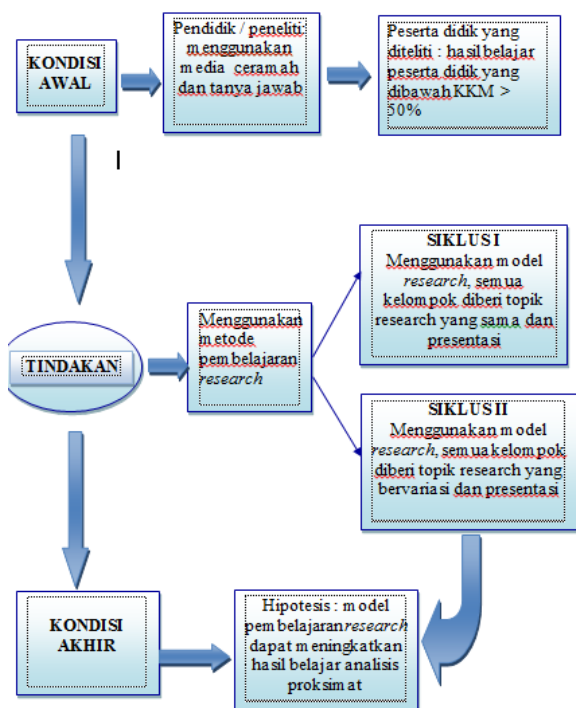 KONDISI
AWAL
Pendidik / peneliti:
menggunakan
media ceramah
dan tanya jawab
Peserta didik yang
diteliti : hasil belajar
peserta didik yang
dibawah KKM >
50%
I
TINDAKAN
Menggunakan
metode
pembelajaran
research
SIKLUS I
Menggunakan model
research, semua
kelompok diberi topik
research yang sama dan
presentasi
SIKLUS II
Menggunakan model
research, semua kelompok
diberi topik research yang
bervariasi dan presentasi
KONDISI
AKHIR
Hipotesis : model
pembelajaran research
dapat meningkatkan
hasil belajar analisis
proksimat